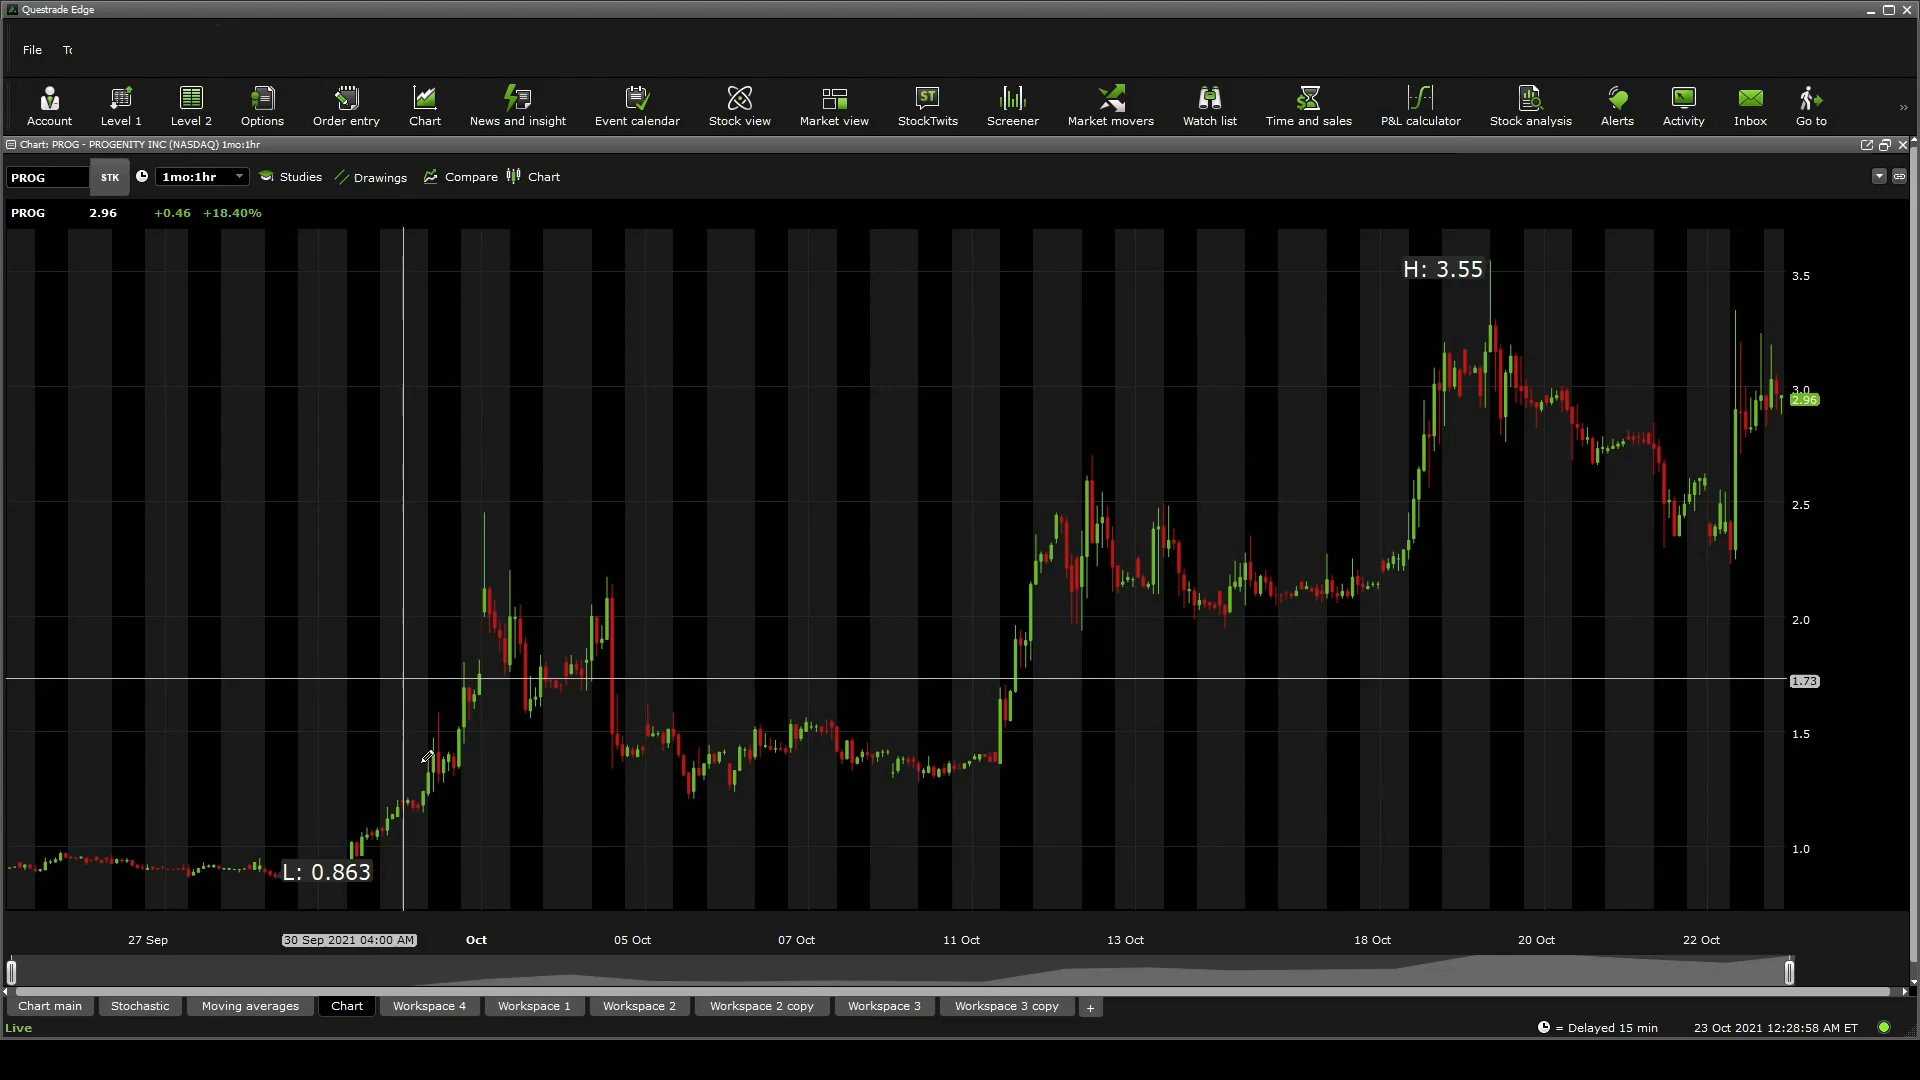 Questrade Edge
File To
Account Level 1 Level 2 Options Order entry Chart News and insight Event calendar Stock view Market view StockTwits Screener Market movers Watch list Time and sales P&L calculator Stock analysis Alerts Activity Inbox Go to »
Chart: PROG - PROGENITY INC (NASDAQ) 1mo:1hr
PROG STK 1mo:1hr Studies Drawings Compare Chart
PROG 2.96 +0.46 +18.40%
H: 3.55
3.5
3.0
2.96
2.5
2.0
1.73
1.5
1.0
L: 0.863
27 Sep 30 Sep 2021 04:00 AM Oct 05 Oct 07 Oct 11 Oct 13 Oct 18 Oct 20 Oct 22 Oct
Chart main Stochastic Moving averages Chart Workspace 4 Workspace 1 Workspace 2 Workspace 2 copy Workspace 3 Workspace 3 copy +
Live = Delayed 15 min 23 Oct 2021 12:28:58 AM ET